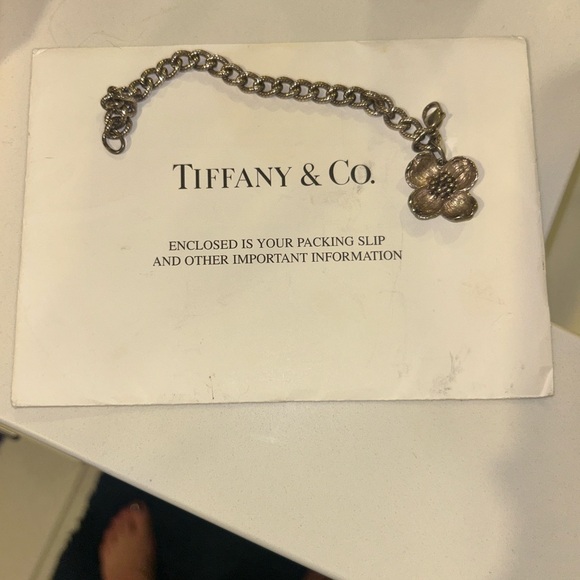 TIFFANY & CO.
ENCLOSED IS YOUR PACKING SLIP
AND OTHER IMPORTANT INFORMATION